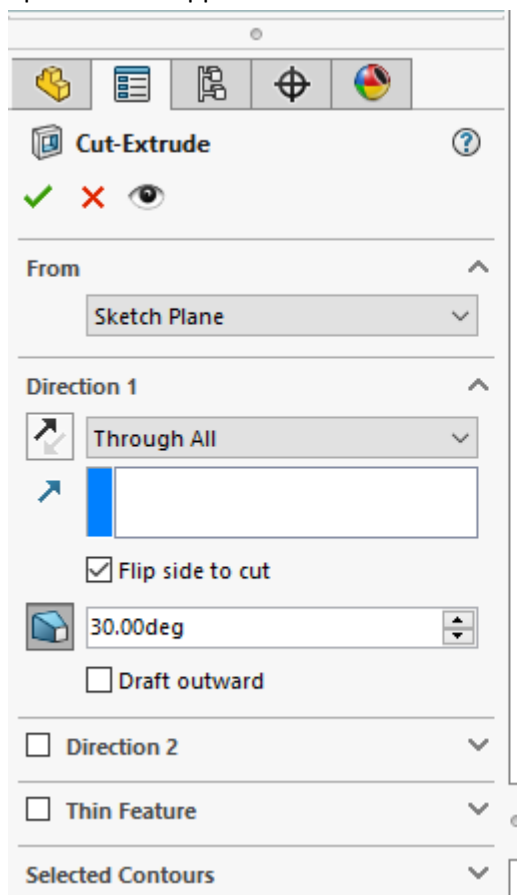 Cut-Extrude
From
Sketch Plane
Direction 1
Through All
Flip side to cut
30.00deg
Draft outward
Direction 2
Thin Feature
Selected Contours